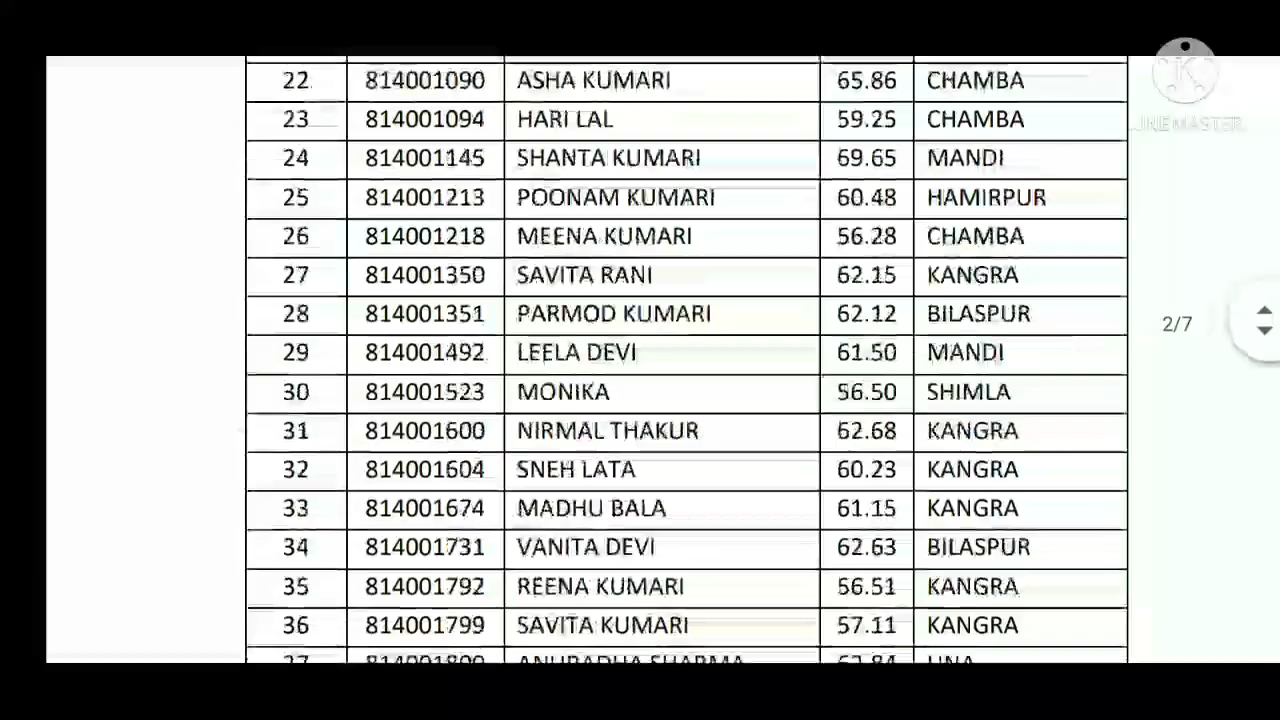 22 814001090 ASHA KUMARI 65.86 CHAMBA
23 814001094 HARI LAL 59.25 CHAMBA
24 814001145 SHANTA KUMARI 69.65 MANDI
25 814001213 POONAM KUMARI 60.48 HAMIRPUR
26 814001218 MEENA KUMARI 56.28 CHAMBA
27 814001350 SAVITA RANI 62.15 KANGRA
28 814001351 PARMOD KUMARI 62.12 BILASPUR
29 814001492 LEELA DEVI 61.50 MANDI
30 814001523 MONIKA 56.50 SHIMLA
31 814001600 NIRMAL THAKUR 62.68 KANGRA
32 814001604 SNEH LATA 60.23 KANGRA
33 814001674 MADHU BALA 61.15 KANGRA
34 814001731 VANITA DEVI 62.63 BILASPUR
35 814001792 REENA KUMARI 56.51 KANGRA
36 814001799 SAVITA KUMARI 57.11 KANGRA
ANURADHA SHARMA UNA
2/7
K